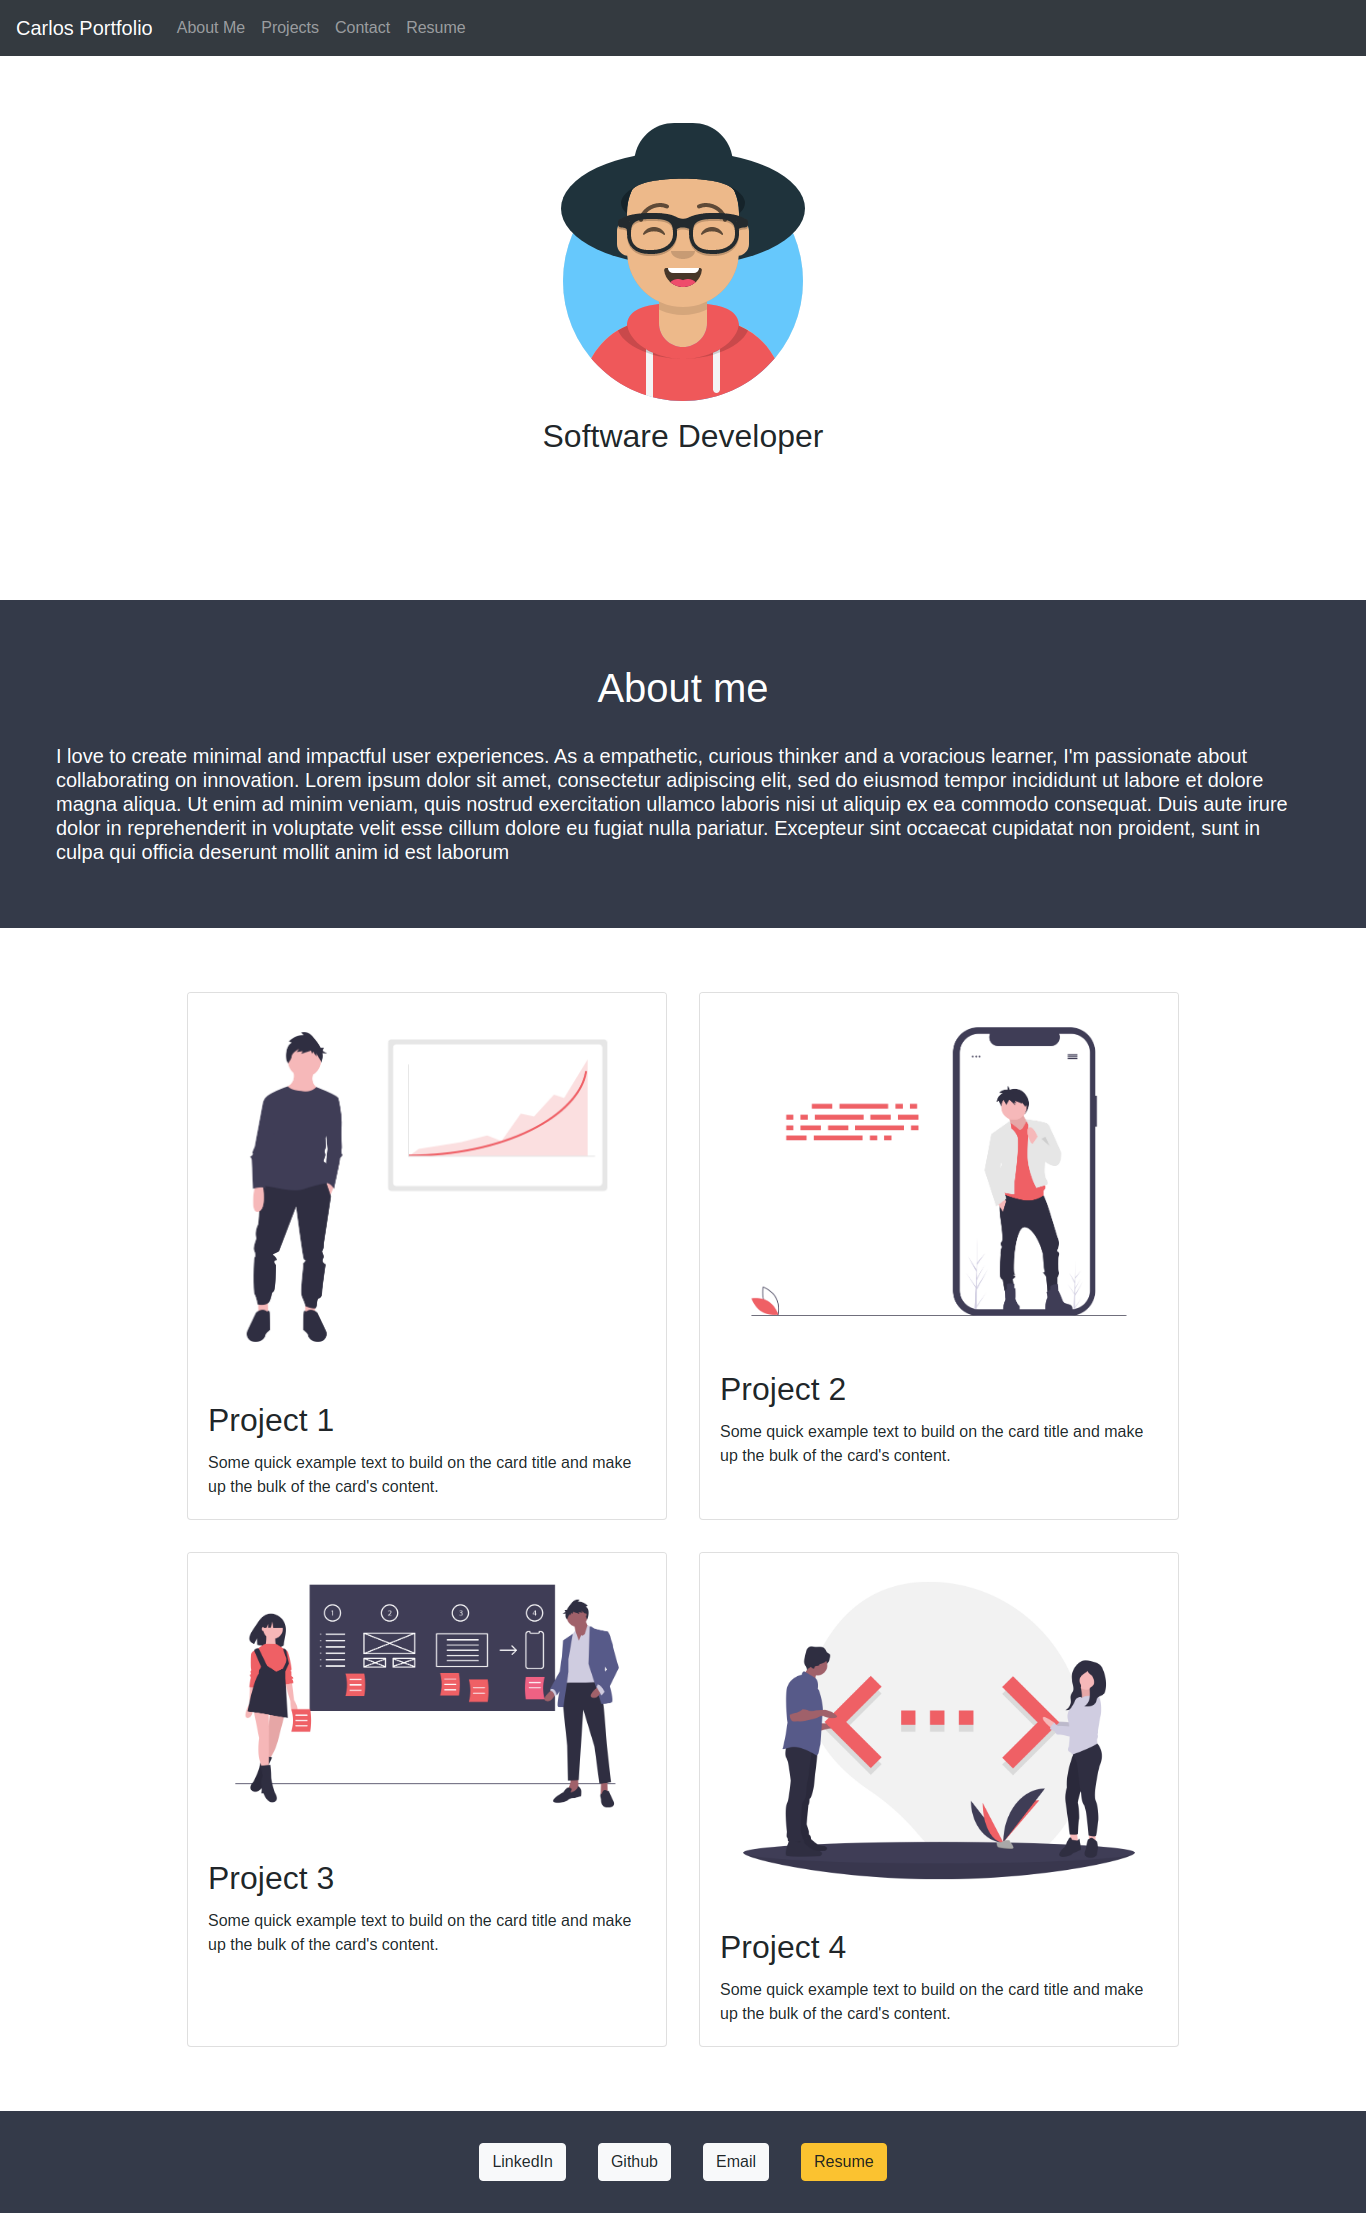 Carlos Portfolio About Me Projects Contact Resume
Software Developer
About me
I love to create minimal and impactful user experiences. As a empathetic, curious thinker and a voracious learner, I'm passionate about
collaborating on innovation. Lorem ipsum dolor sit amet, consectetur adipiscing elit, sed do eiusmod tempor incididunt ut labore et dolore
magna aliqua. Ut enim ad minim veniam, quis nostrud exercitation ullamco laboris nisi ut aliquip ex ea commodo consequat. Duis aute irure
dolor in reprehenderit in voluptate velit esse cillum dolore eu fugiat nulla pariatur. Excepteur sint occaecat cupidatat non proident, sunt in
culpa qui officia deserunt mollit anim id est laborum
Project 1
Some quick example text to build on the card title and make
up the bulk of the card's content.
Project 2
Some quick example text to build on the card title and make
up the bulk of the card's content.
1 2 3 4
Project 3
Some quick example text to build on the card title and make
up the bulk of the card's content.
Project 4
Some quick example text to build on the card title and make
up the bulk of the card's content.
LinkedIn Github Email Resume